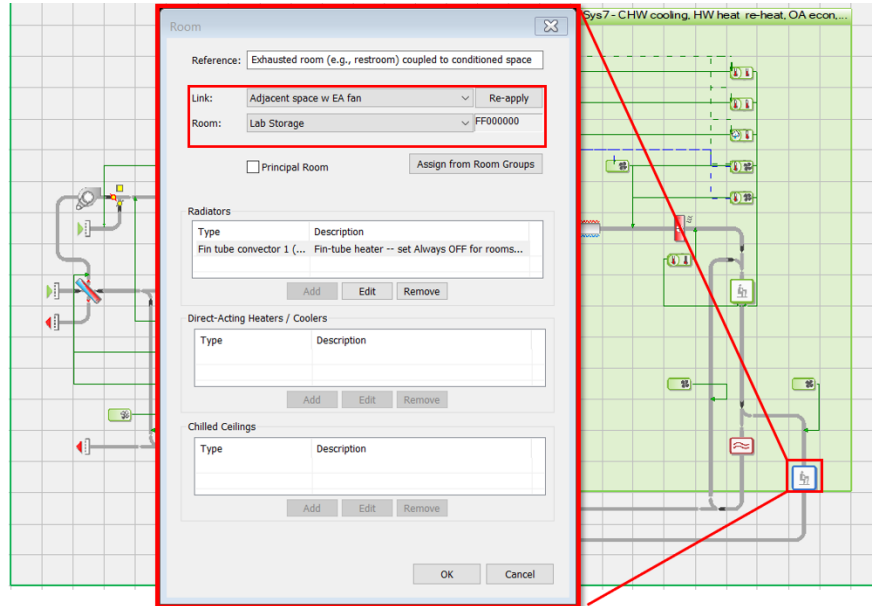 Sys7 - CHW cooling, HW heat re-heat, OA econ,...
Room
Reference: Exhausted room (e.g., restroom) coupled to conditioned space
Link: Adjacent space w EA fan Re-apply
Room: Lab Storage FF000000
Principal Room Assign from Room Groups
Radiators
Type Description
Fin tube convector 1 (... Fin-tube heater -- set Always OFF for rooms...
Add Edit Remove
Direct-Acting Heaters / Coolers
Type Description
Add Edit Remove
Chilled Ceilings
Type Description
Add Edit Remove
OK Cancel